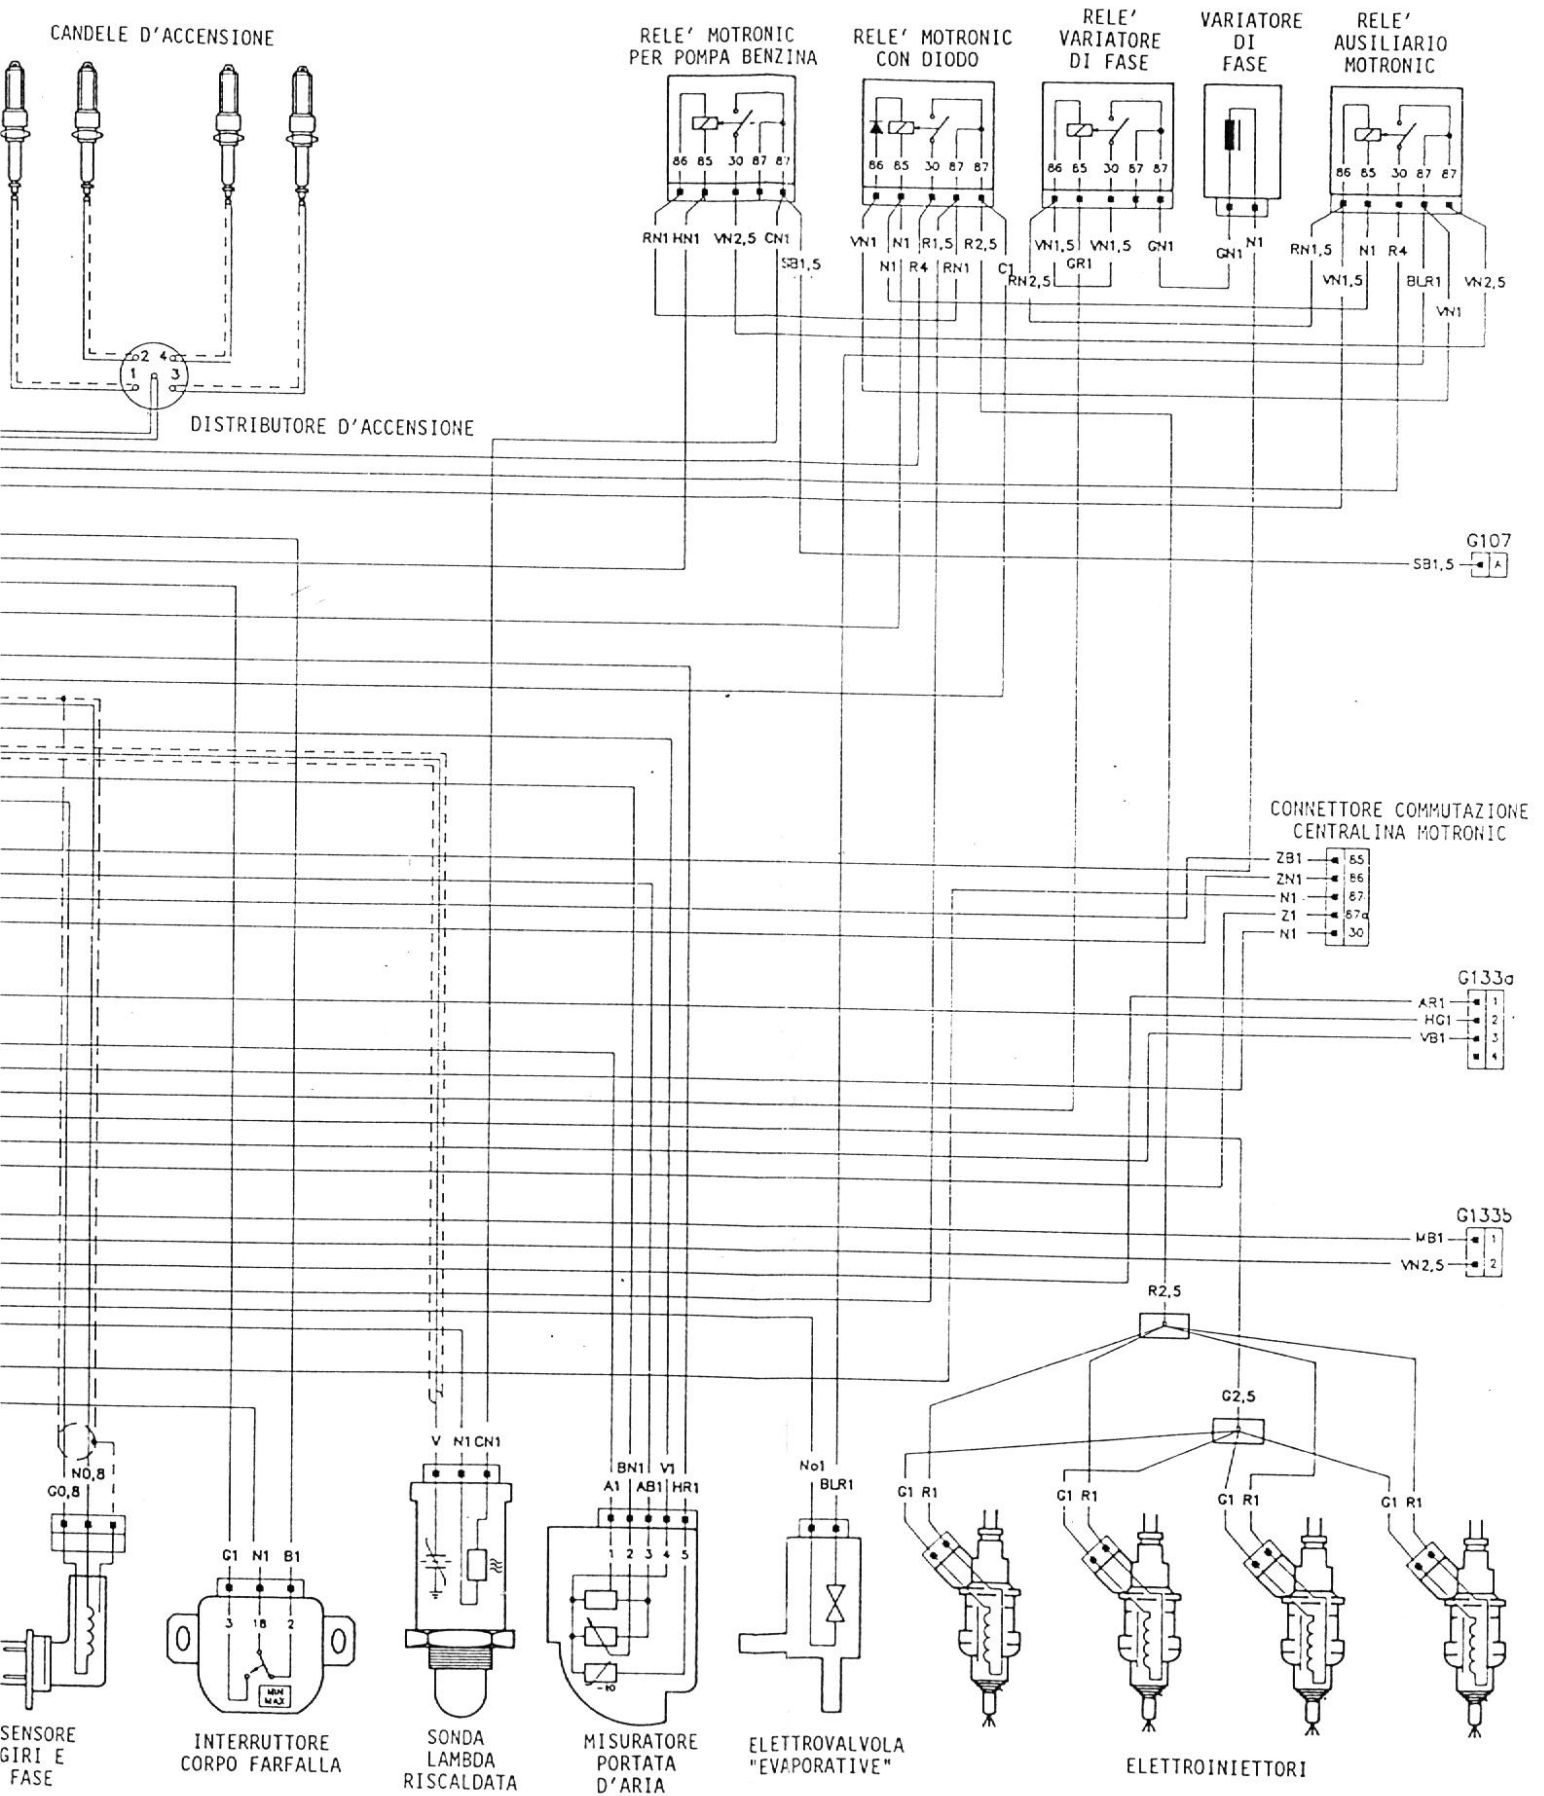 CANDELE D'ACCENSIONE
RELE' MOTRONIC
PER POMPA BENZINA
RELE' MOTRONIC
CON DIODO
RELE'
VARIATORE
DI FASE
VARIATORE
DI
FASE
RELE'
AUSILIARIO
MOTRONIC
86 85 30 87 87
86 85 30 87 87
86 85 30 87 87
86 85 30 87 87
RN1 HN1 VN2,5 CN1
SB1,5
VN1 N1 R1,5 R2,5
N1 R4 RN1 C1
VN1,5 VN1,5 GN1
GR1
RN2,5
GN1 N1
RN1,5 N1 R4
VN1,5 BLR1 VN2,5
VN1
2 4
1 3
DISTRIBUTORE D'ACCENSIONE
G107
SB1,5 A
CONNETTORE COMMUTAZIONE
CENTRALINA MOTRONIC
ZB1 85
ZN1 86
N1 87
Z1 87a
N1 30
G133a
AR1 1
HG1 2
VB1 3
4
G133b
MB1 1
VN2,5 2
R2,5
G2,5
V N1 CN1
N0,8
G0,8
BN1 V1
A1 AB1 HR1
No1
BLR1
G1 R1
G1 R1
G1 R1
G1 R1
G1 N1 B1
3 18 2
MIN
MAX
1 2 3 4 5
-t0
SENSORE
GIRI E
FASE
INTERRUTTORE
CORPO FARFALLA
SONDA
LAMBDA
RISCALDATA
MISURATORE
PORTATA
D'ARIA
ELETTROVALVOLA
"EVAPORATIVE"
ELETTROINIETTORI